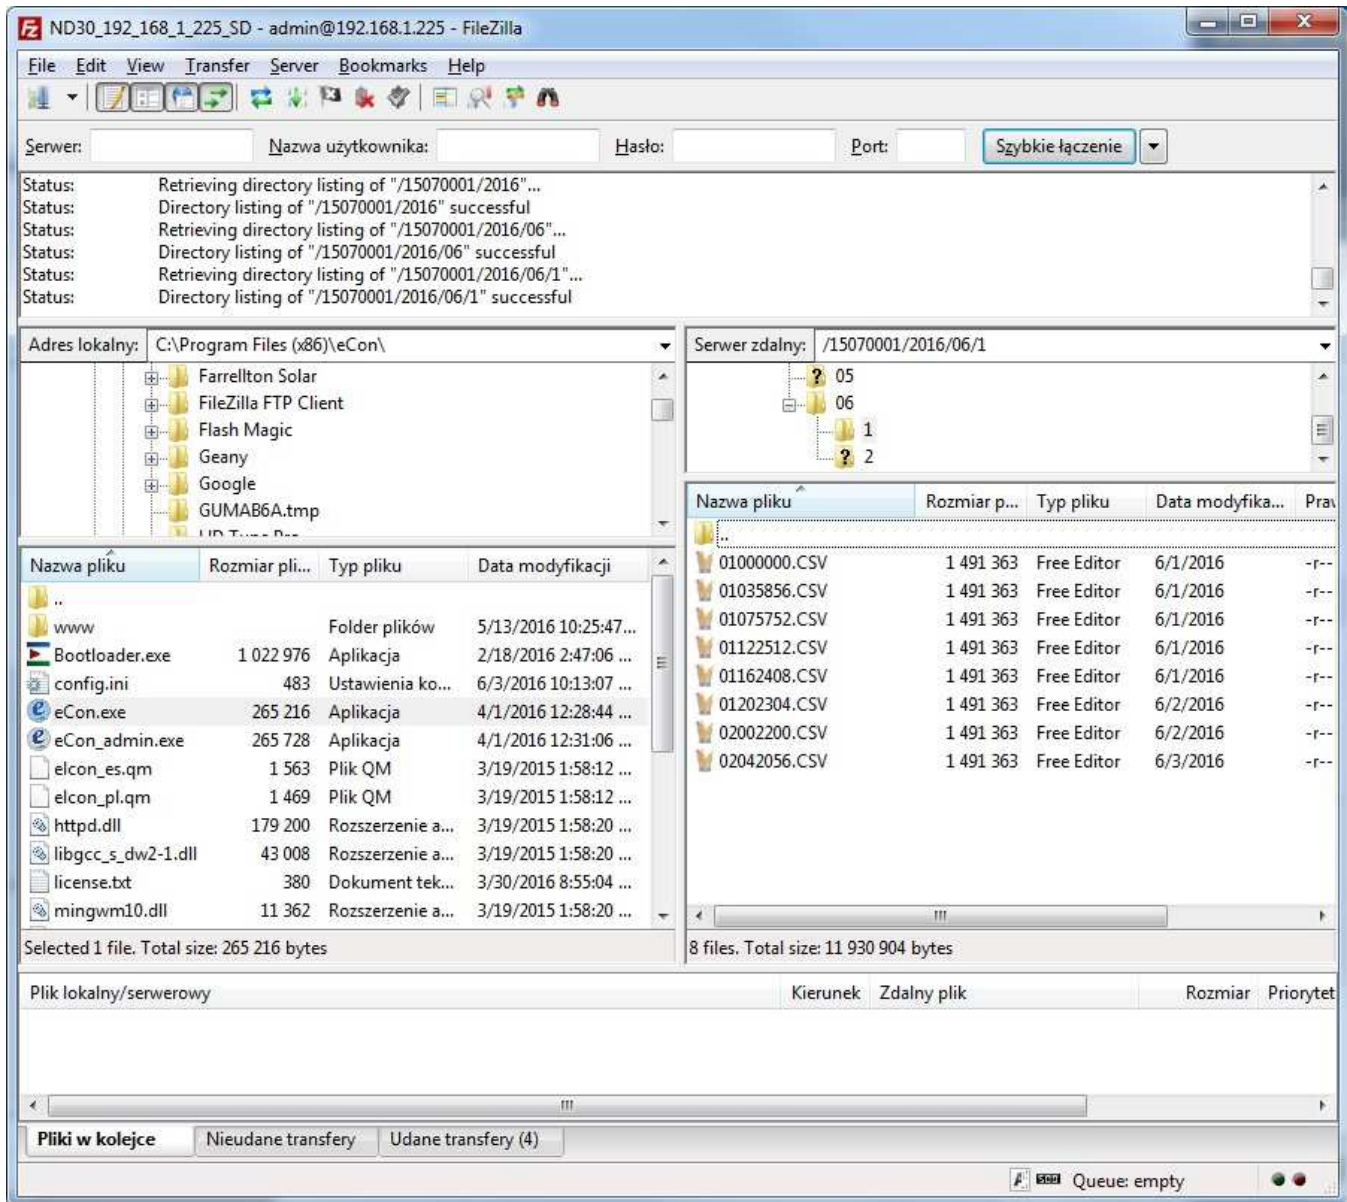 ND30_192_168_1_225_SD - admin@192.168.1.225 - FileZilla
File Edit View Transfer Server Bookmarks Help
Serwer: Nazwa użytkownika: Hasło: Port: Szybkie łączenie
Status: Retrieving directory listing of "/15070001/2016"...
Status: Directory listing of "/15070001/2016" successful
Status: Retrieving directory listing of "/15070001/2016/06"...
Status: Directory listing of "/15070001/2016/06" successful
Status: Retrieving directory listing of "/15070001/2016/06/1"...
Status: Directory listing of "/15070001/2016/06/1" successful
Adres lokalny: C:\Program Files (x86)\eCon\
Farrellton Solar
FileZilla FTP Client
Flash Magic
Geany
Google
GUMAB6A.tmp
Nazwa pliku Rozmiar pli... Typ pliku Data modyfikacji
..
www Folder plików 5/13/2016 10:25:47...
Bootloader.exe 1 022 976 Aplikacja 2/18/2016 2:47:06 ...
config.ini 483 Ustawienia ko... 6/3/2016 10:13:07 ...
eCon.exe 265 216 Aplikacja 4/1/2016 12:28:44 ...
eCon_admin.exe 265 728 Aplikacja 4/1/2016 12:31:06 ...
elcon_es.qm 1 563 Plik QM 3/19/2015 1:58:12 ...
elcon_pl.qm 1 469 Plik QM 3/19/2015 1:58:12 ...
httpd.dll 179 200 Rozszerzenie a... 3/19/2015 1:58:20 ...
libgcc_s_dw2-1.dll 43 008 Rozszerzenie a... 3/19/2015 1:58:20 ...
license.txt 380 Dokument tek... 3/30/2016 8:55:04 ...
mingwm10.dll 11 362 Rozszerzenie a... 3/19/2015 1:58:20 ...
Selected 1 file. Total size: 265 216 bytes
Serwer zdalny: /15070001/2016/06/1
? 05
06
1
? 2
Nazwa pliku Rozmiar p... Typ pliku Data modyfika... Praw
..
01000000.CSV 1 491 363 Free Editor 6/1/2016 -r--
01035856.CSV 1 491 363 Free Editor 6/1/2016 -r--
01075752.CSV 1 491 363 Free Editor 6/1/2016 -r--
01122512.CSV 1 491 363 Free Editor 6/1/2016 -r--
01162408.CSV 1 491 363 Free Editor 6/1/2016 -r--
01202304.CSV 1 491 363 Free Editor 6/2/2016 -r--
02002200.CSV 1 491 363 Free Editor 6/2/2016 -r--
02042056.CSV 1 491 363 Free Editor 6/3/2016 -r--
8 files. Total size: 11 930 904 bytes
Plik lokalny/serwerowy Kierunek Zdalny plik Rozmiar Priorytet
Pliki w kolejce Nieudane transfery Udane transfery (4)
Queue: empty